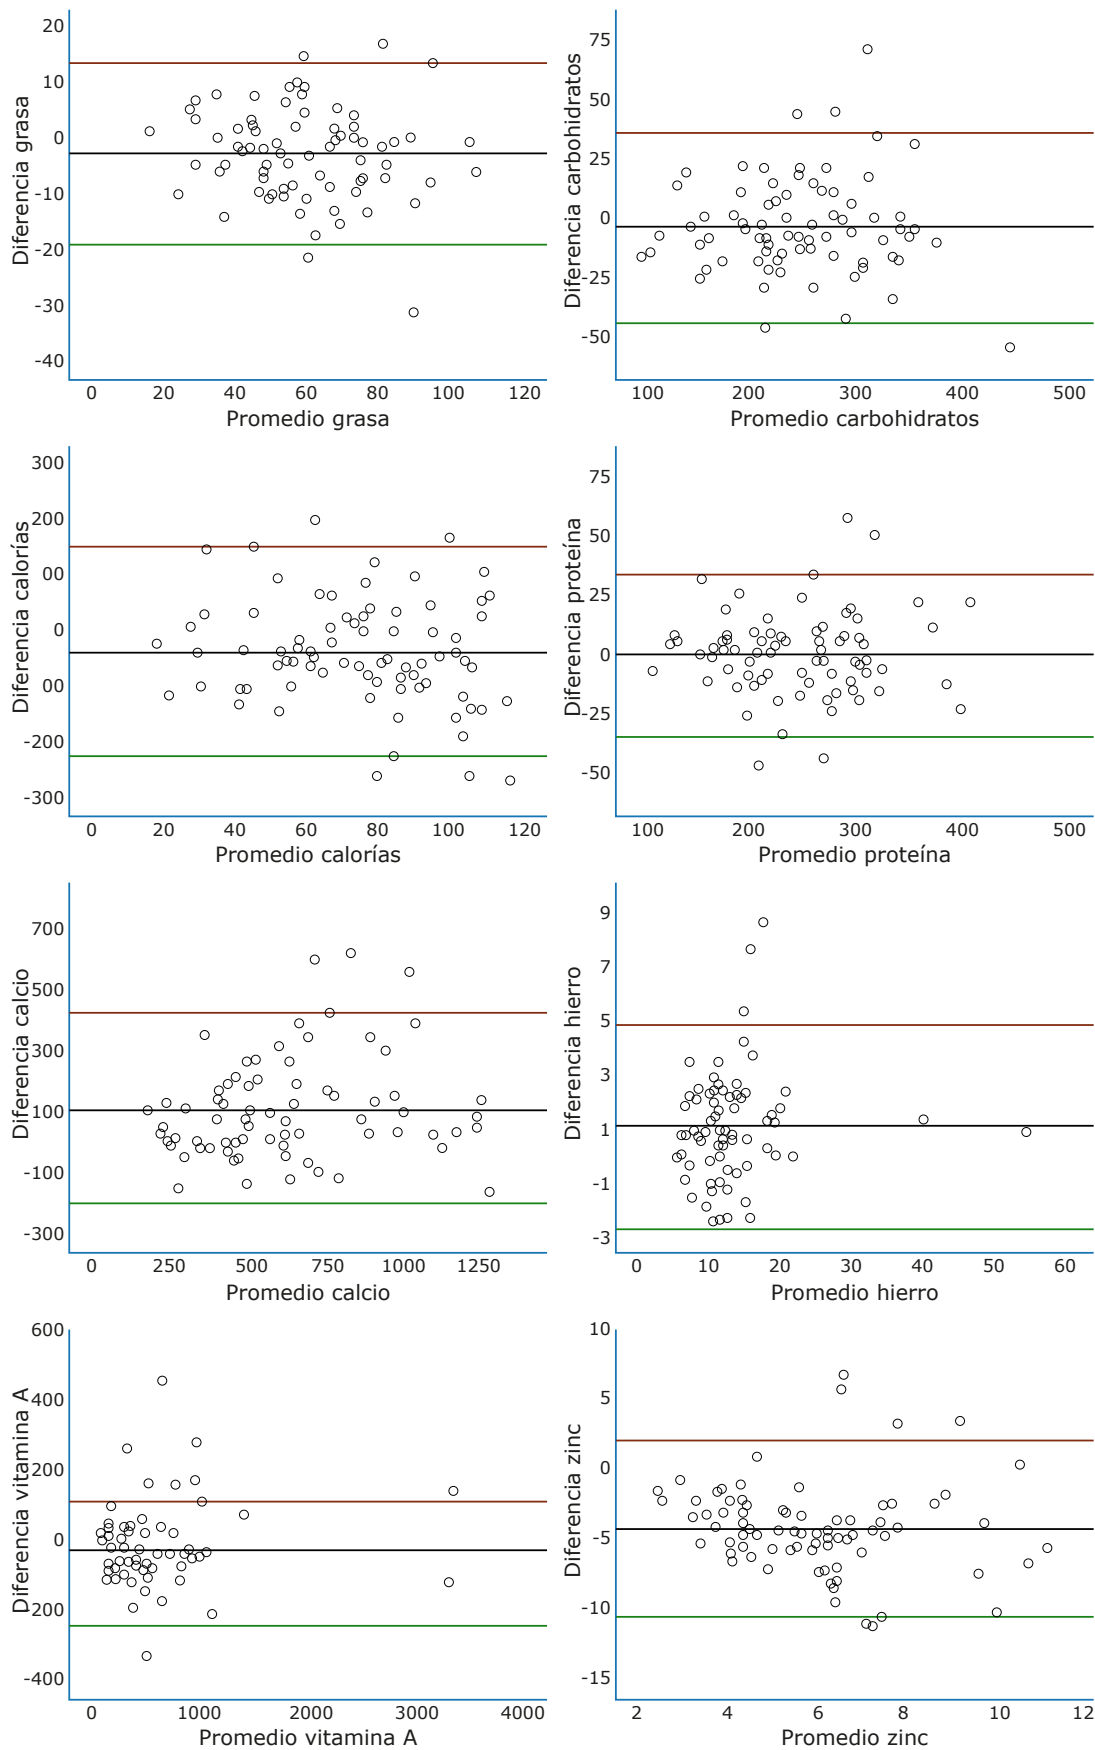 20
10
0
-10
-20
-30
-40
Diferencia grasa
0 20 40 60 80 100 120
Promedio grasa
75
50
25
0
-25
-50
Diferencia carbohidratos
100 200 300 400 500
Promedio carbohidratos
300
200
00
0
00
-200
-300
Diferencia calorías
0 20 40 60 80 100 120
Promedio calorías
75
50
25
0
-25
-50
Diferencia proteína
100 200 300 400 500
Promedio proteína
700
500
300
100
-100
-300
Diferencia calcio
0 250 500 750 1000 1250
Promedio calcio
9
7
5
3
1
-1
-3
Diferencia hierro
0 10 20 30 40 50 60
Promedio hierro
600
400
200
0
200
-400
Diferencia vitamina A
0 1000 2000 3000 4000
Promedio vitamina A
10
5
0
-5
-10
-15
Diferencia zinc
2 4 6 8 10 12
Promedio zinc